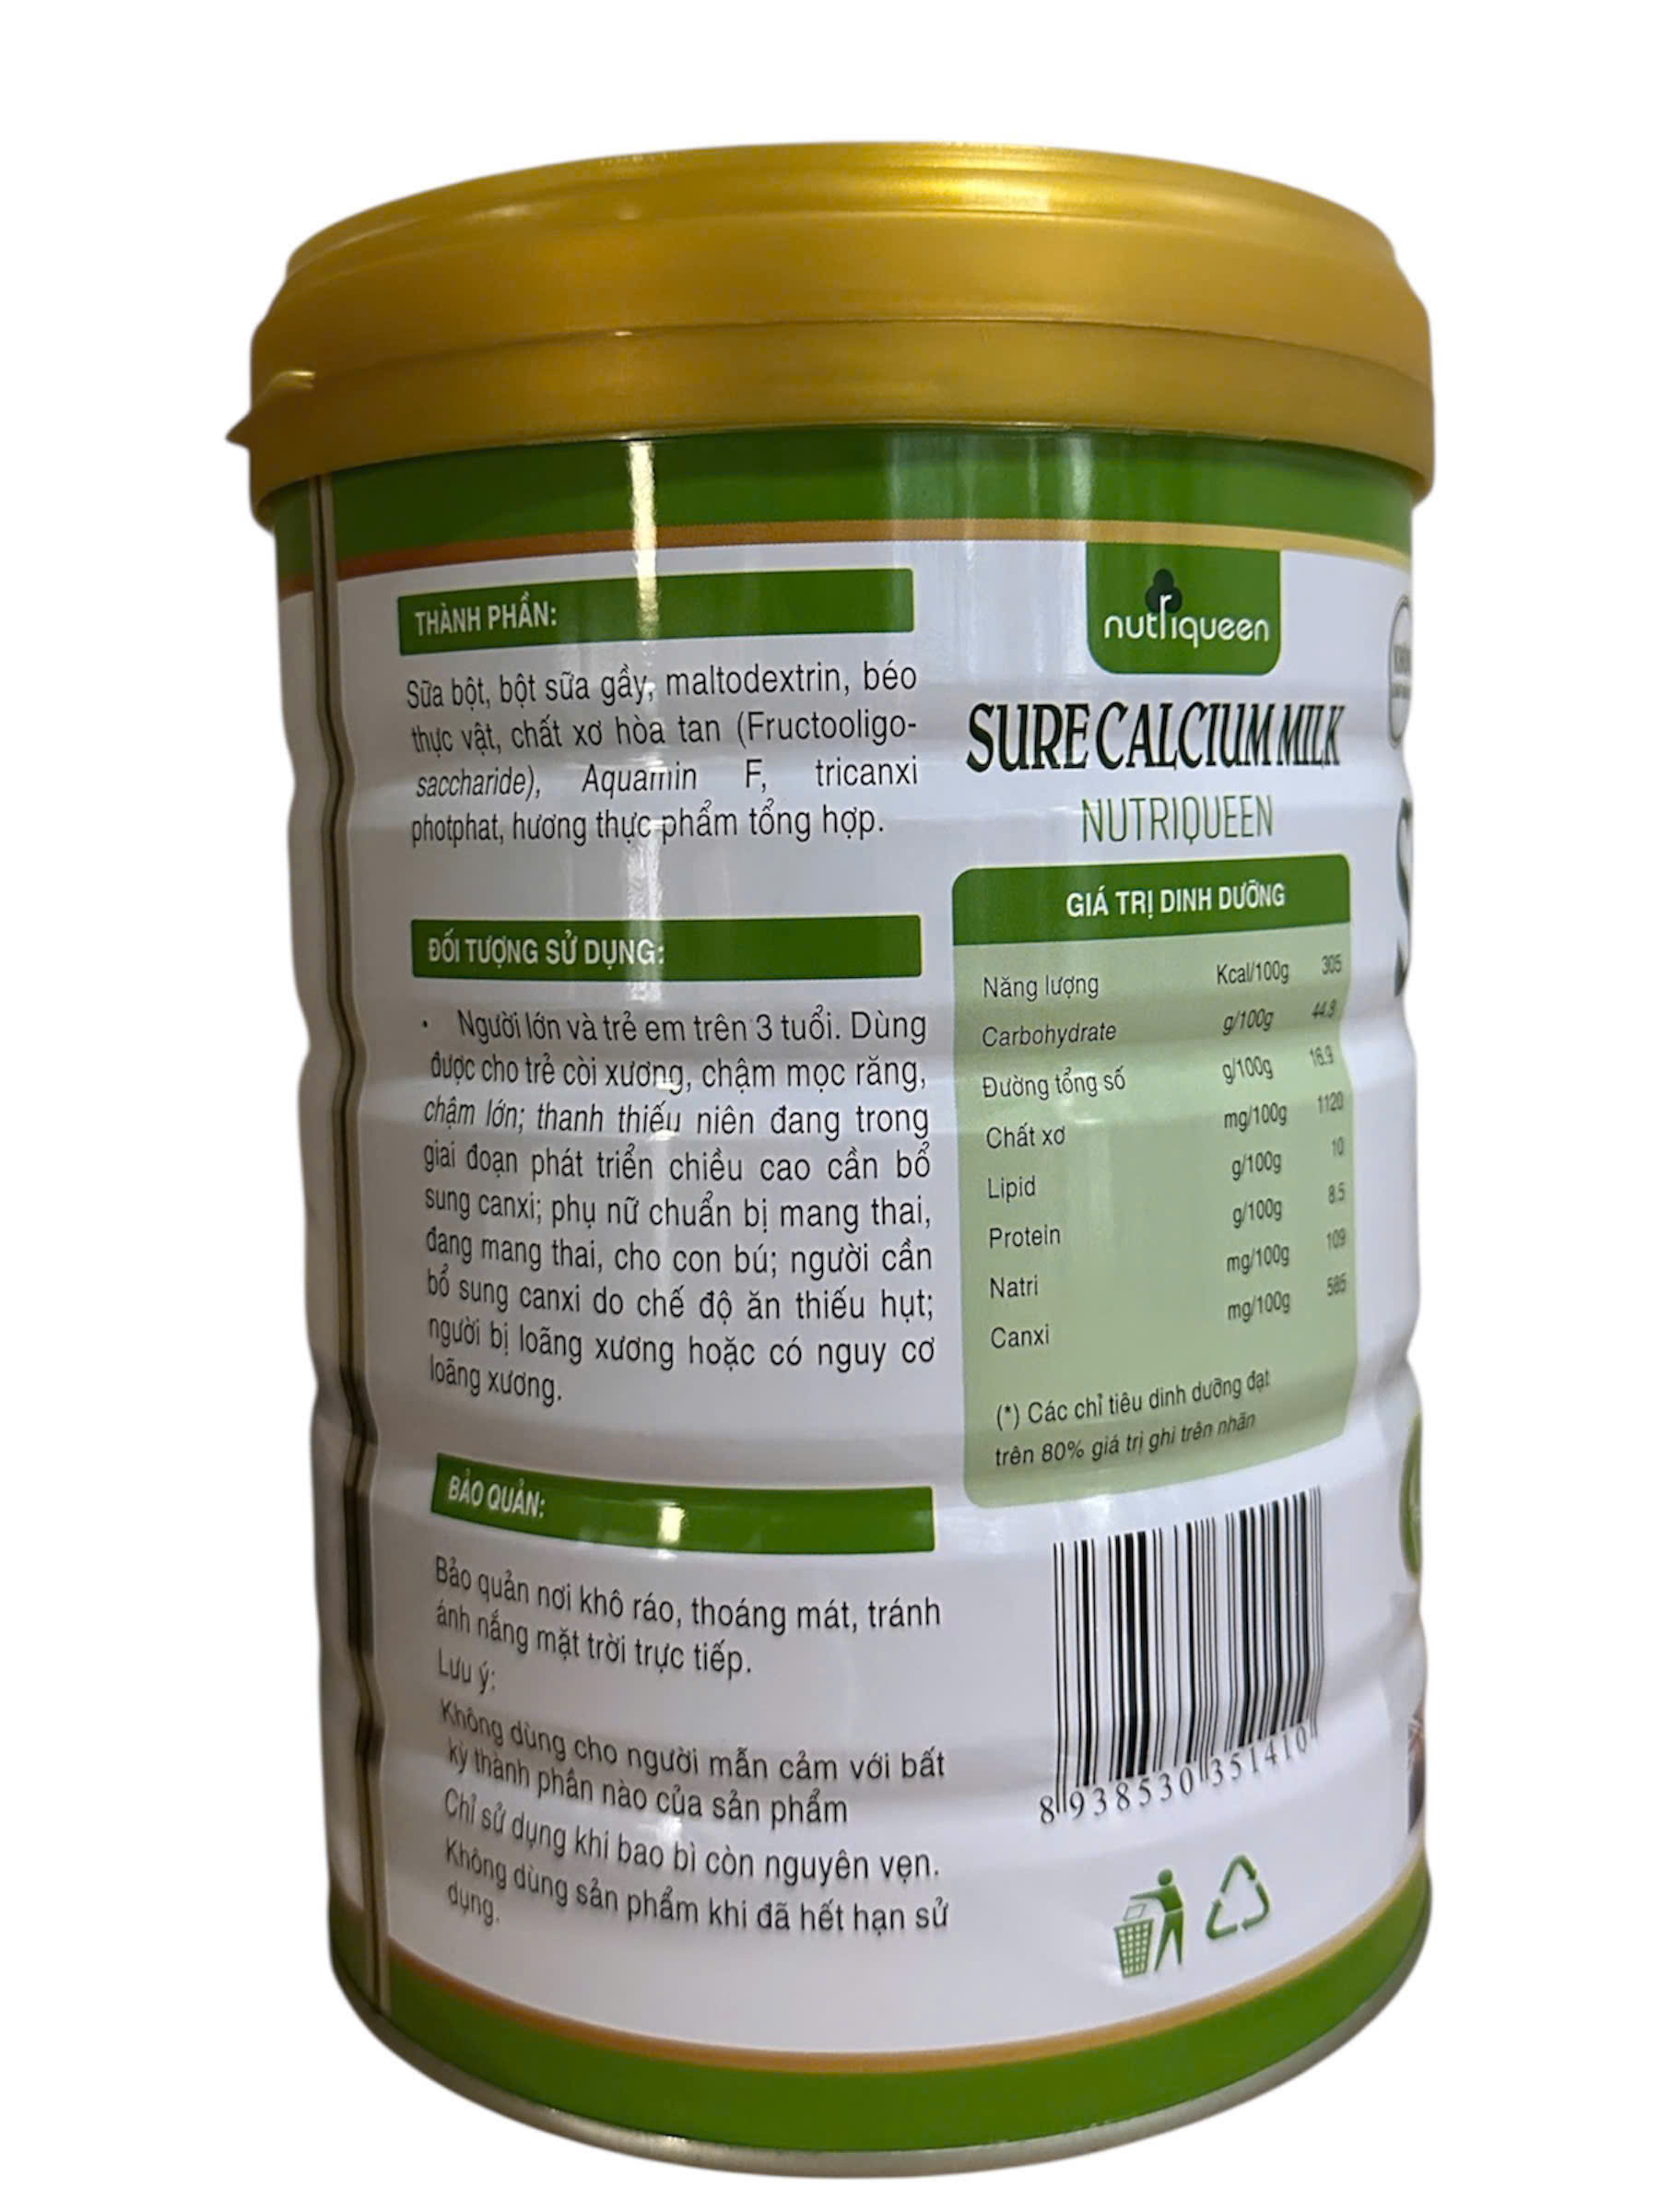 THÀNH PHẦN:
Sữa bột, bột sữa gầy, maltodextrin, béo
thực vật, chất xơ hòa tan (Fructooligo-
saccharide), Aquamin F, tricanxi
photphat, hương thực phẩm tổng hợp.
ĐỐI TƯỢNG SỬ DỤNG:
• Người lớn và trẻ em trên 3 tuổi. Dùng
được cho trẻ còi xương, chậm mọc răng,
chậm lớn; thanh thiếu niên đang trong
giai đoạn phát triển chiều cao cần bổ
sung canxi; phụ nữ chuẩn bị mang thai,
đang mang thai, cho con bú; người cần
bổ sung canxi do chế độ ăn thiếu hụt;
người bị loãng xương hoặc có nguy cơ
loãng xương.
BẢO QUẢN:
Bảo quản nơi khô ráo, thoáng mát, tránh
ánh nắng mặt trời trực tiếp.
Lưu ý:
Không dùng cho người mẫn cảm với bất
kỳ thành phần nào của sản phẩm
Chỉ sử dụng khi bao bì còn nguyên vẹn.
Không dùng sản phẩm khi đã hết hạn sử
dụng.
nutriqueen
SURE CALCIUM MILK
NUTRIQUEEN
GIÁ TRỊ DINH DƯỠNG
Năng lượng Kcal/100g 305
Carbohydrate g/100g 44.8
Đường tổng số g/100g 16.9
Chất xơ mg/100g 1120
Lipid g/100g 10
Protein g/100g 8.5
Natri mg/100g 109
Canxi mg/100g 585
(*) Các chỉ tiêu dinh dưỡng đạt
trên 80% giá trị ghi trên nhãn
8 938530 351410